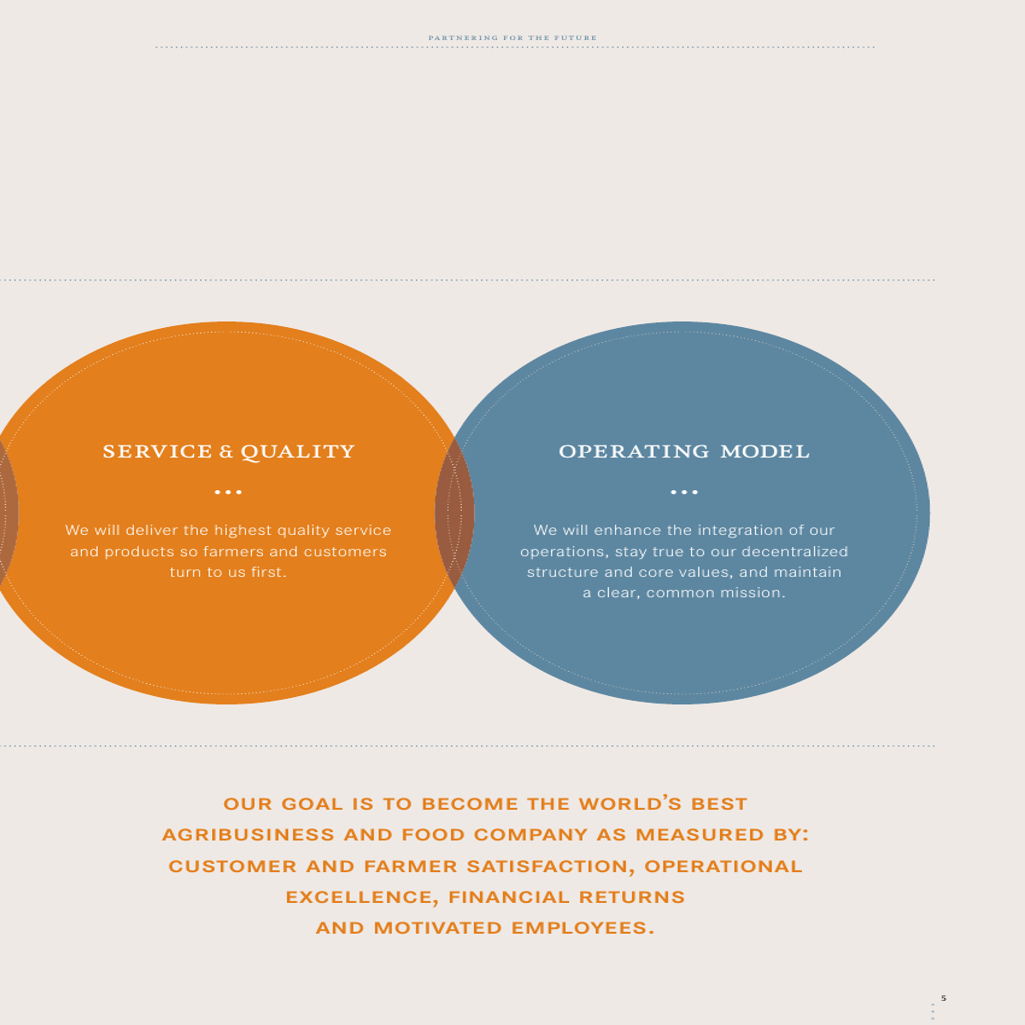 PARTNERING FOR THE FUTURE
SERVICE & QUALITY
•••
We will deliver the highest quality service
and products so farmers and customers
turn to us first.
OPERATING MODEL
•••
We will enhance the integration of our
operations, stay true to our decentralized
structure and core values, and maintain
a clear, common mission.
OUR GOAL IS TO BECOME THE WORLD’S BEST
AGRIBUSINESS AND FOOD COMPANY AS MEASURED BY:
CUSTOMER AND FARMER SATISFACTION, OPERATIONAL
EXCELLENCE, FINANCIAL RETURNS
AND MOTIVATED EMPLOYEES.
5